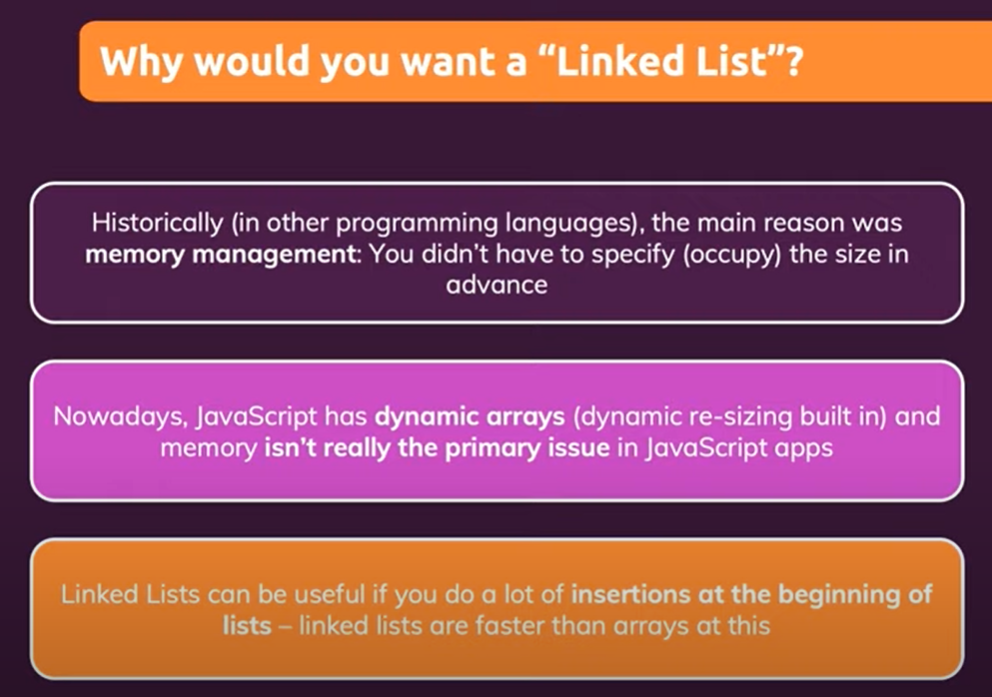 Why would you want a “Linked List”?
Historically (in other programming languages), the main reason was
memory management: You didn’t have to specify (occupy) the size in
advance
Nowadays, JavaScript has dynamic arrays (dynamic re-sizing built in) and
memory isn’t really the primary issue in JavaScript apps
Linked Lists can be useful if you do a lot of insertions at the beginning of
lists – linked lists are faster than arrays at this